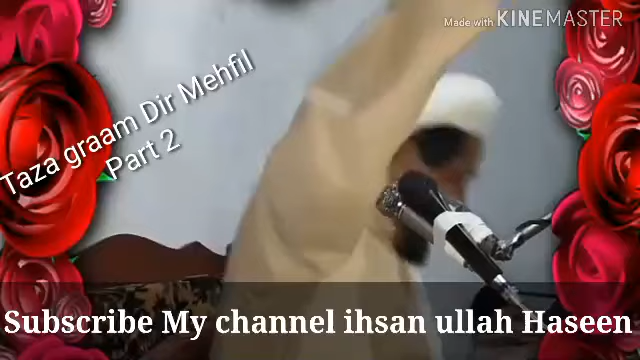 Made with KINEMASTER
Taza graam Dir Mehfil
Part 2
Subscribe My channel ihsan ullah Haseen